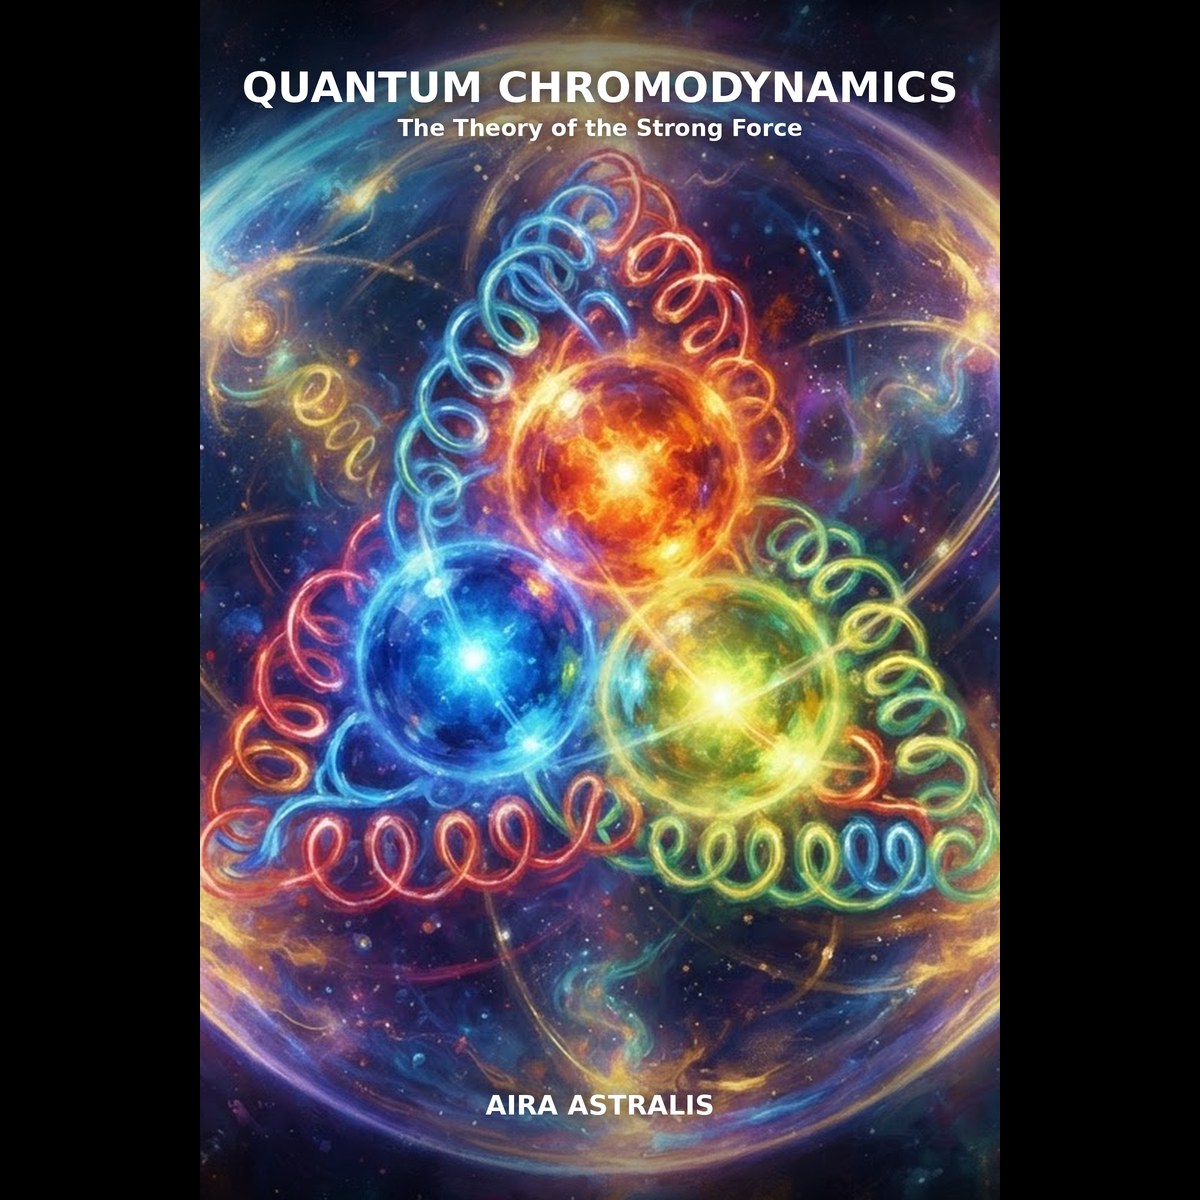 QUANTUM CHROMODYNAMICS
The Theory of the Strong Force
AIRA ASTRALIS